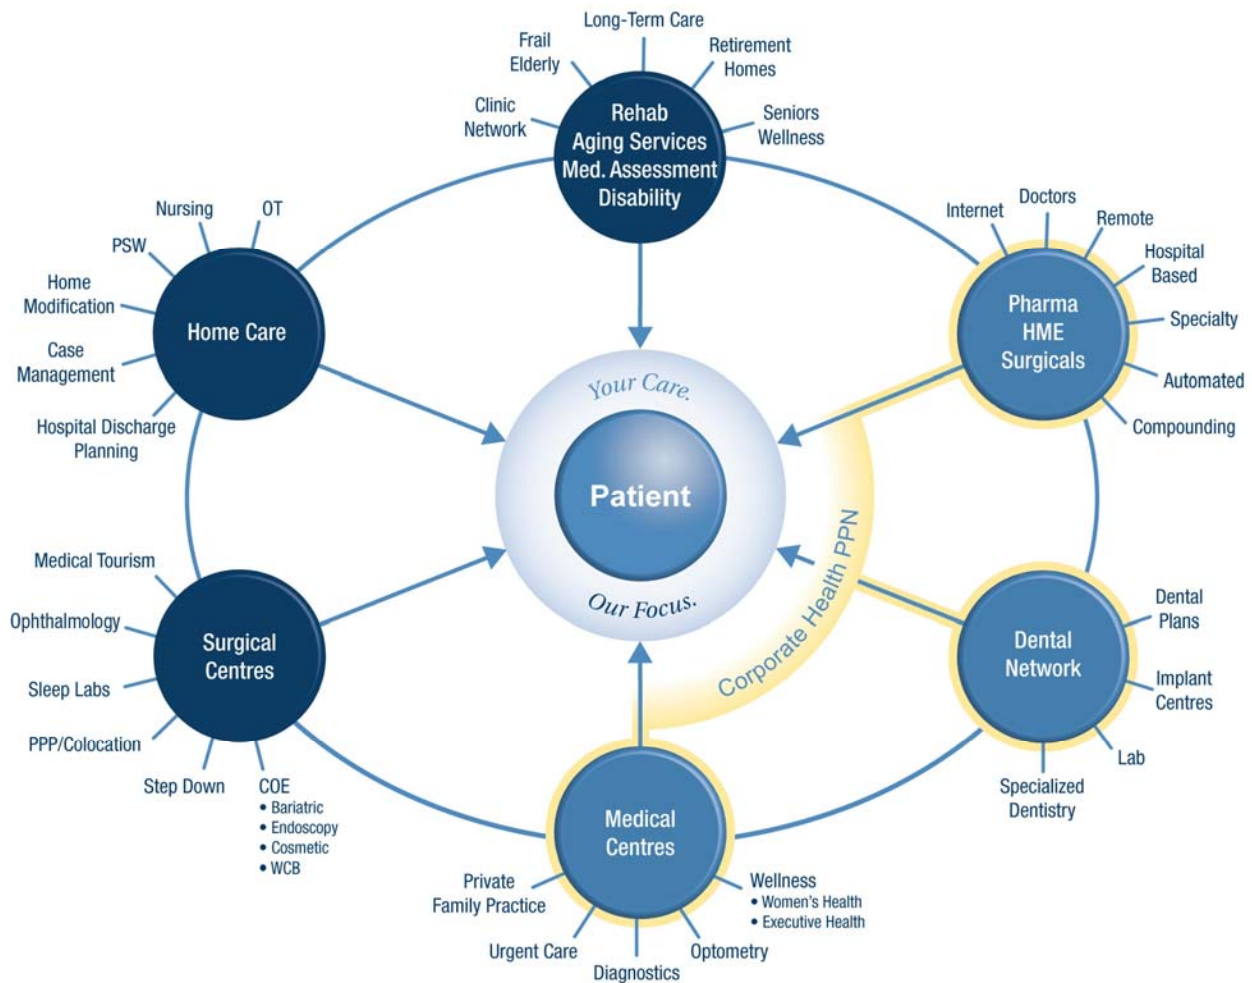 Long-Term Care
Frail
Elderly
Retirement
Homes
Clinic
Network
Seniors
Wellness
Rehab
Aging Services
Med. Assessment
Disability
Nursing
OT
PSW
Home
Modification
Case
Management
Hospital Discharge
Planning
Home Care
Internet
Doctors
Remote
Hospital
Based
Specialty
Automated
Compounding
Pharma
HME
Surgicals
Your Care.
Patient
Our Focus.
Corporate Health PPN
Medical Tourism
Ophthalmology
Sleep Labs
PPP/Colocation
Step Down
COE
• Bariatric
• Endoscopy
• Cosmetic
• WCB
Surgical
Centres
Dental
Plans
Implant
Centres
Lab
Specialized
Dentistry
Dental
Network
Medical
Centres
Private
Family Practice
Urgent Care
Diagnostics
Optometry
Wellness
• Women's Health
• Executive Health